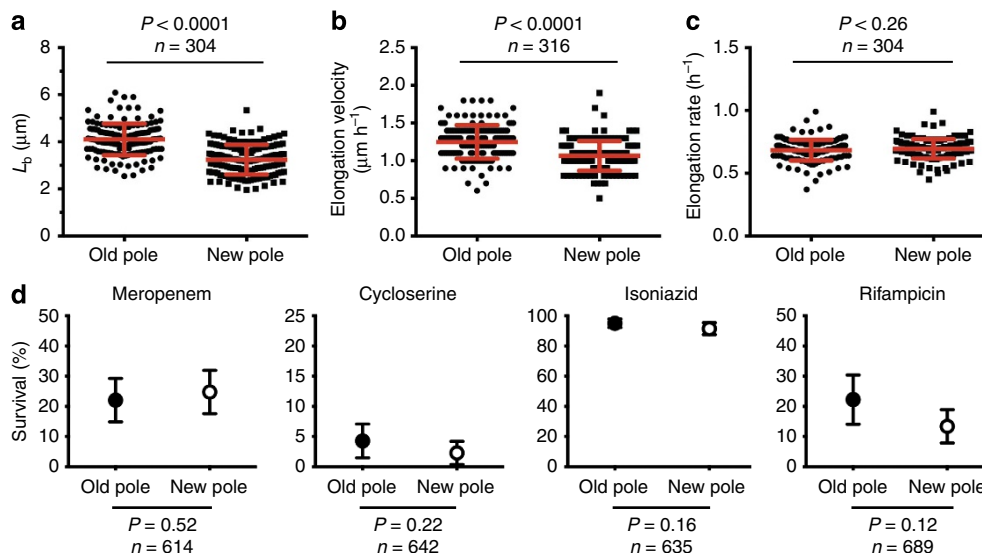 a
P < 0.0001
n = 304
8
6
4
2
0
L_b (μm)
Old pole
New pole
b
P < 0.0001
n = 316
2.5
2.0
1.5
1.0
0.5
0.0
Elongation velocity
(μm h⁻¹)
Old pole
New pole
c
P < 0.26
n = 304
1.5
1.0
0.5
0.0
Elongation rate (h⁻¹)
Old pole
New pole
d
Meropenem
50
40
30
20
10
0
Survival (%)
Old pole
New pole
P = 0.52
n = 614
Cycloserine
25
20
15
10
5
0
Old pole
New pole
P = 0.22
n = 642
Isoniazid
100
80
60
40
20
0
Old pole
New pole
P = 0.16
n = 635
Rifampicin
50
40
30
20
10
0
Old pole
New pole
P = 0.12
n = 689